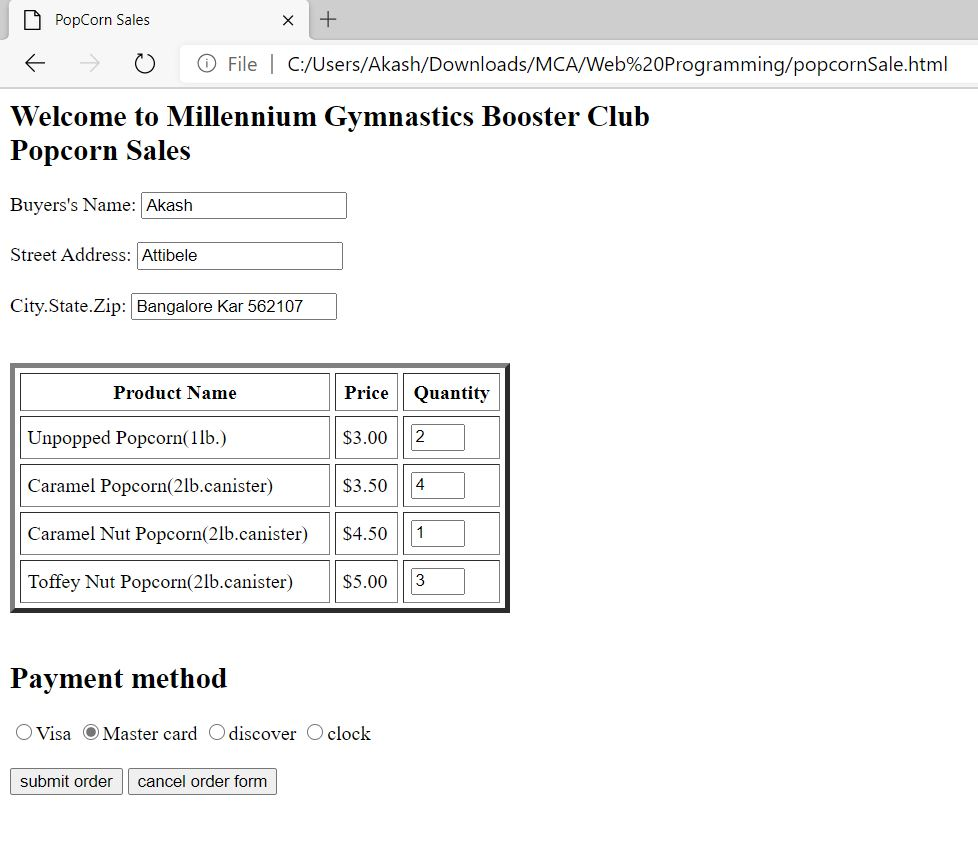 PopCorn Sales
File | C:/Users/Akash/Downloads/MCA/Web%20Programming/popcornSale.html
Welcome to Millennium Gymnastics Booster Club
Popcorn Sales
Buyers's Name: Akash
Street Address: Attibele
City.State.Zip: Bangalore Kar 562107
Product Name Price Quantity
Unpopped Popcorn(1lb.) $3.00 2
Caramel Popcorn(2lb.canister) $3.50 4
Caramel Nut Popcorn(2lb.canister) $4.50 1
Toffey Nut Popcorn(2lb.canister) $5.00 3
Payment method
Visa Master card discover clock
submit order cancel order form